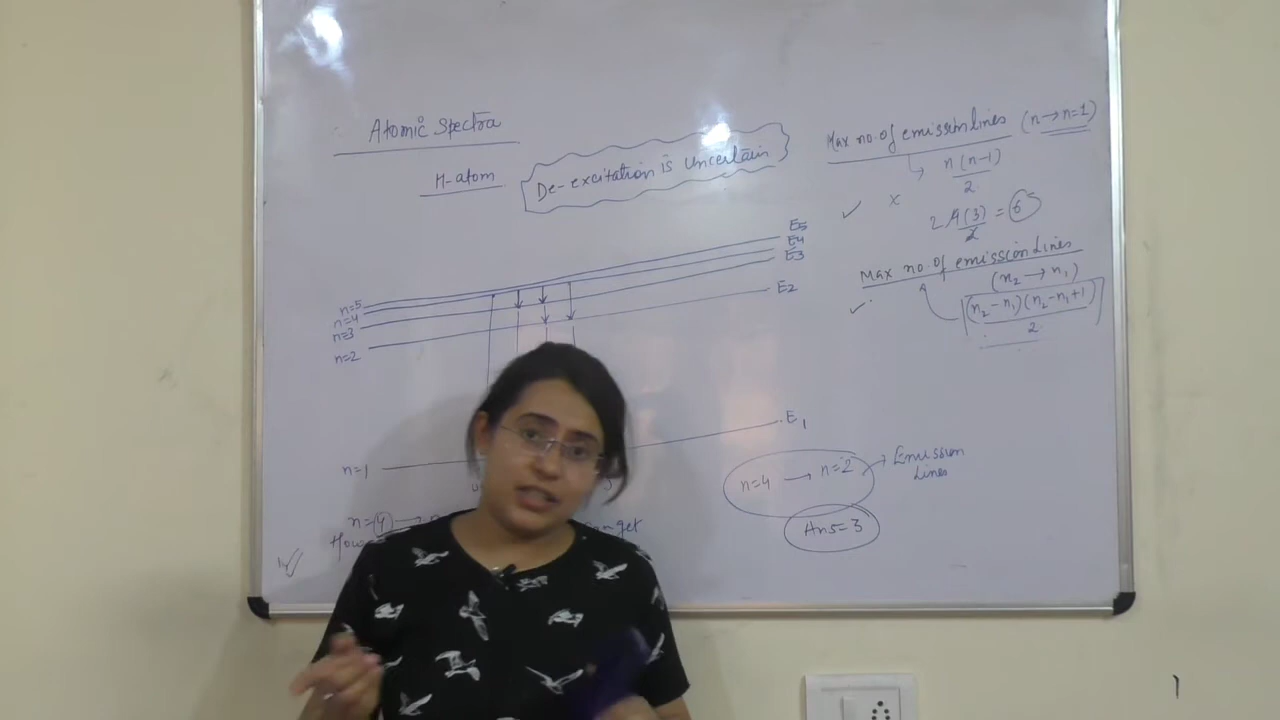 Atomic Spectra
H-atom
De-excitation is Uncertain
E5
E4
E3
E2
n=5
n=4
n=3
n=2
E1
n=1
n=4
How
get
Max no. of emission lines (n→n=1)
n(n-1)
2
x
2 4(3) = 6
2
Max no. of emission Lines
(n2 → n1)
(n2-n1)(n2-n1+1)
2
n=4 → n=2 → Emission
Lines
Ans=3